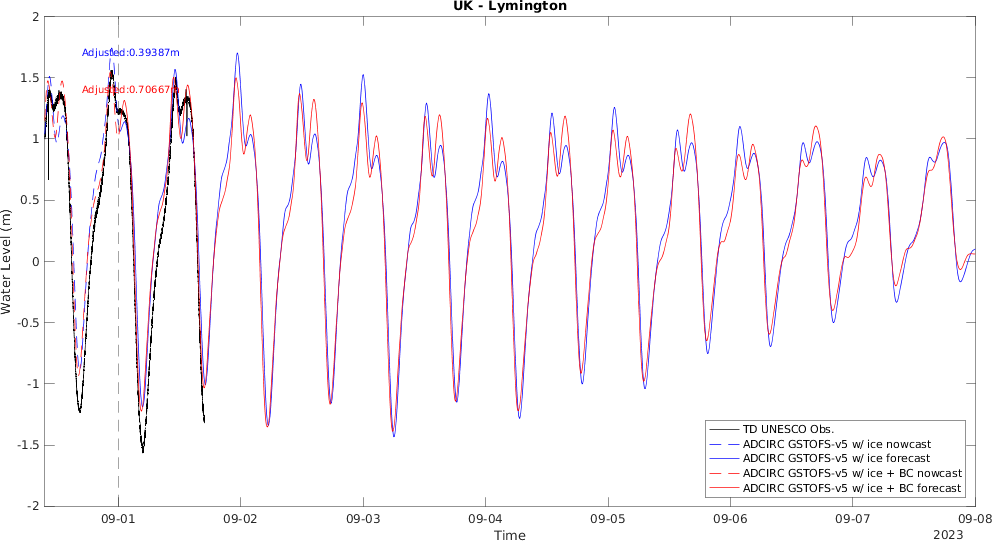 UK - Lymington
2
1.5
1
0.5
0
-0.5
-1
-1.5
-2
Water Level (m)
Adjusted:0.39387m
Adjusted:0.70667m
TD UNESCO Obs.
ADCIRC GSTOFS-v5 w/ ice nowcast
ADCIRC GSTOFS-v5 w/ ice forecast
ADCIRC GSTOFS-v5 w/ ice + BC nowcast
ADCIRC GSTOFS-v5 w/ ice + BC forecast
09-01 09-02 09-03 09-04 09-05 09-06 09-07 09-08
Time
2023